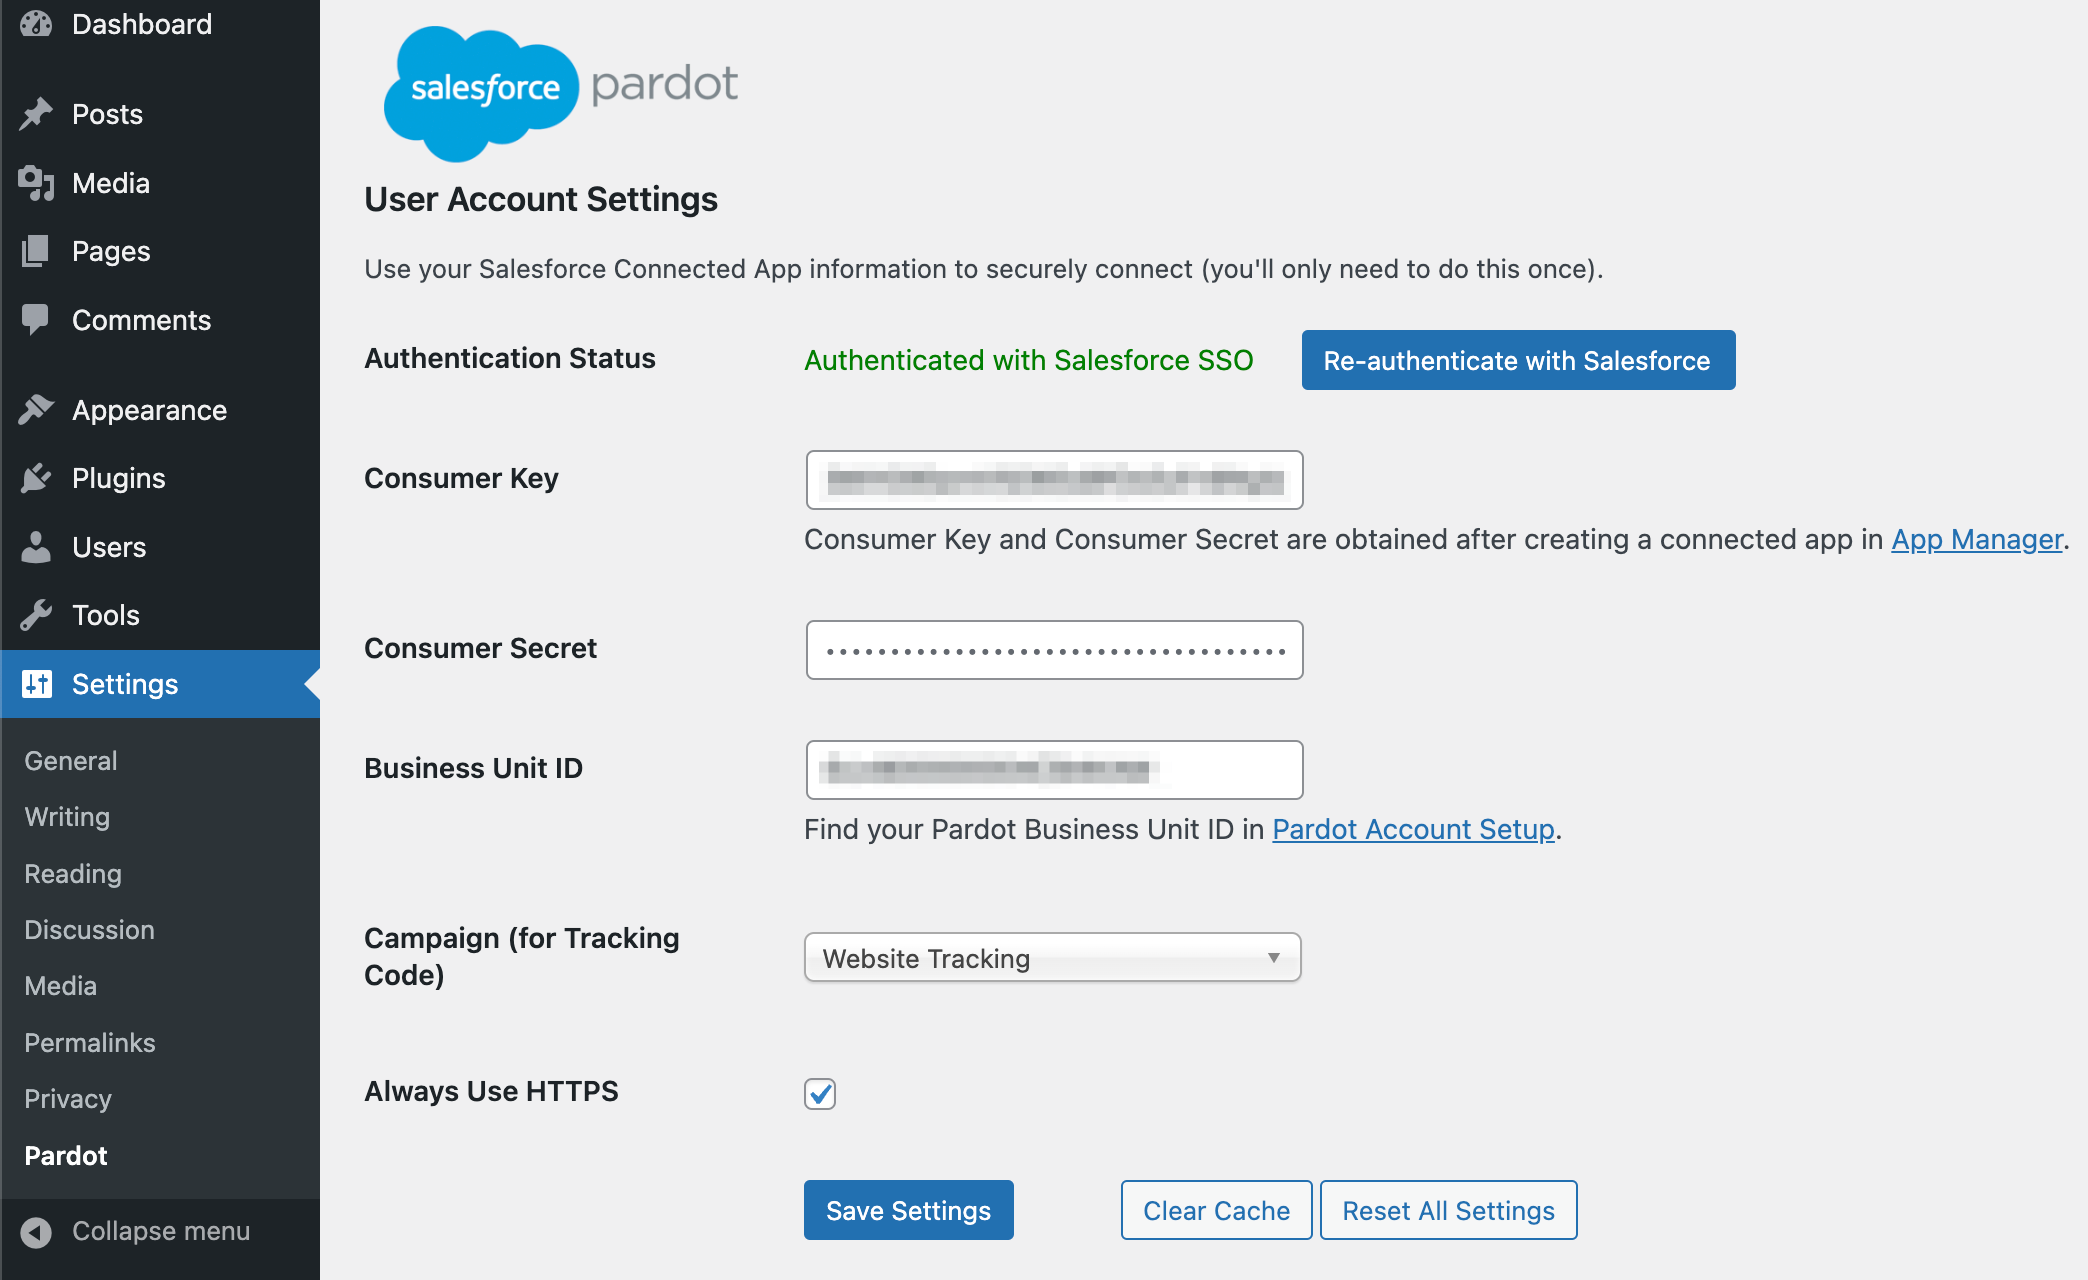 Dashboard
Posts
Media
Pages
Comments
Appearance
Plugins
Users
Tools
Settings
General
Writing
Reading
Discussion
Media
Permalinks
Privacy
Pardot
Collapse menu
salesforce pardot
User Account Settings
Use your Salesforce Connected App information to securely connect (you'll only need to do this once).
Authentication Status
Authenticated with Salesforce SSO
Re-authenticate with Salesforce
Consumer Key
Consumer Key and Consumer Secret are obtained after creating a connected app in App Manager.
Consumer Secret
Business Unit ID
Find your Pardot Business Unit ID in Pardot Account Setup.
Campaign (for Tracking
Code)
Website Tracking
Always Use HTTPS
Save Settings
Clear Cache
Reset All Settings